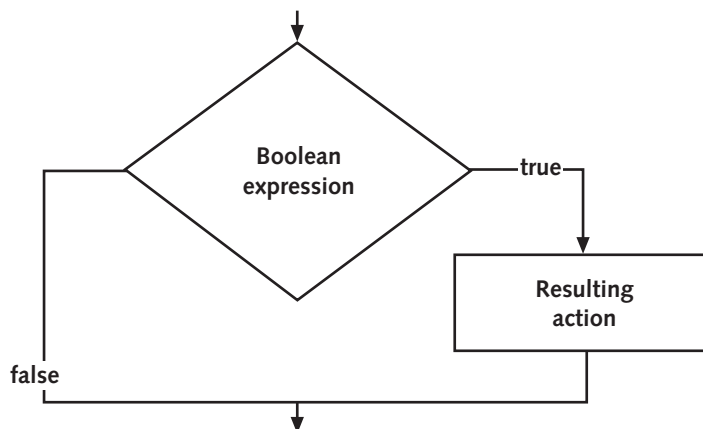 Boolean
expression
true
Resulting
action
false